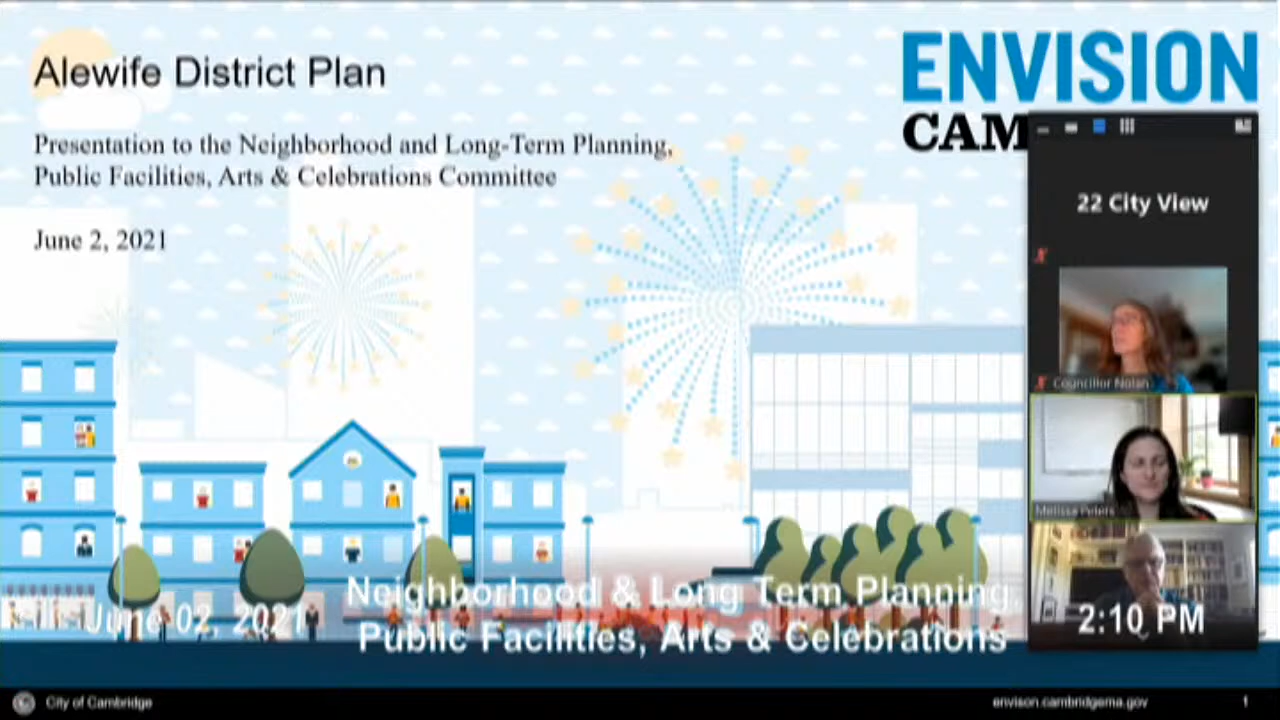 Alewife District Plan
ENVISION
CAM
Presentation to the Neighborhood and Long-Term Planning,
Public Facilities, Arts & Celebrations Committee
June 2, 2021
22 City View
Councillor Nolan
Melissa Peters
June 02, 2021
Neighborhood & Long Term Planning,
Public Facilities, Arts & Celebrations
2:10 PM
City of Cambridge
envison.cambridgema.gov
1